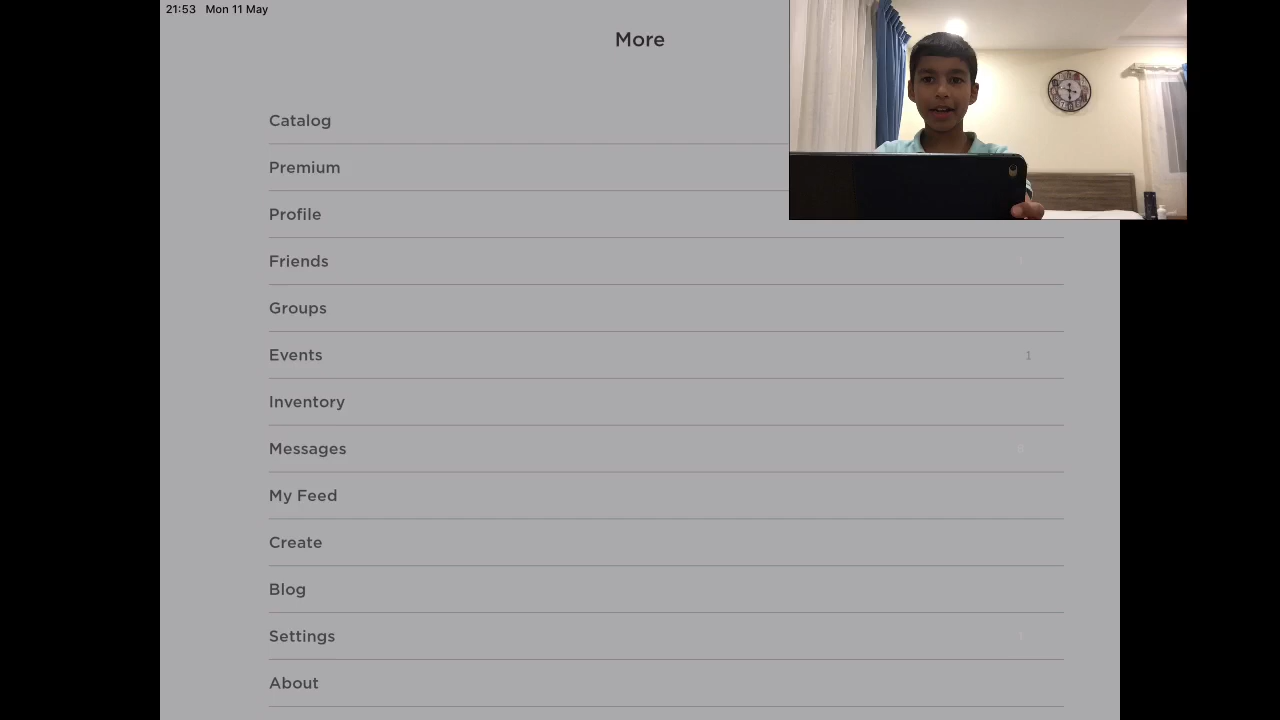 21:53 Mon 11 May
More
Catalog
Premium
Profile
Friends
Groups
Events
1
Inventory
Messages
My Feed
Create
Blog
Settings
About